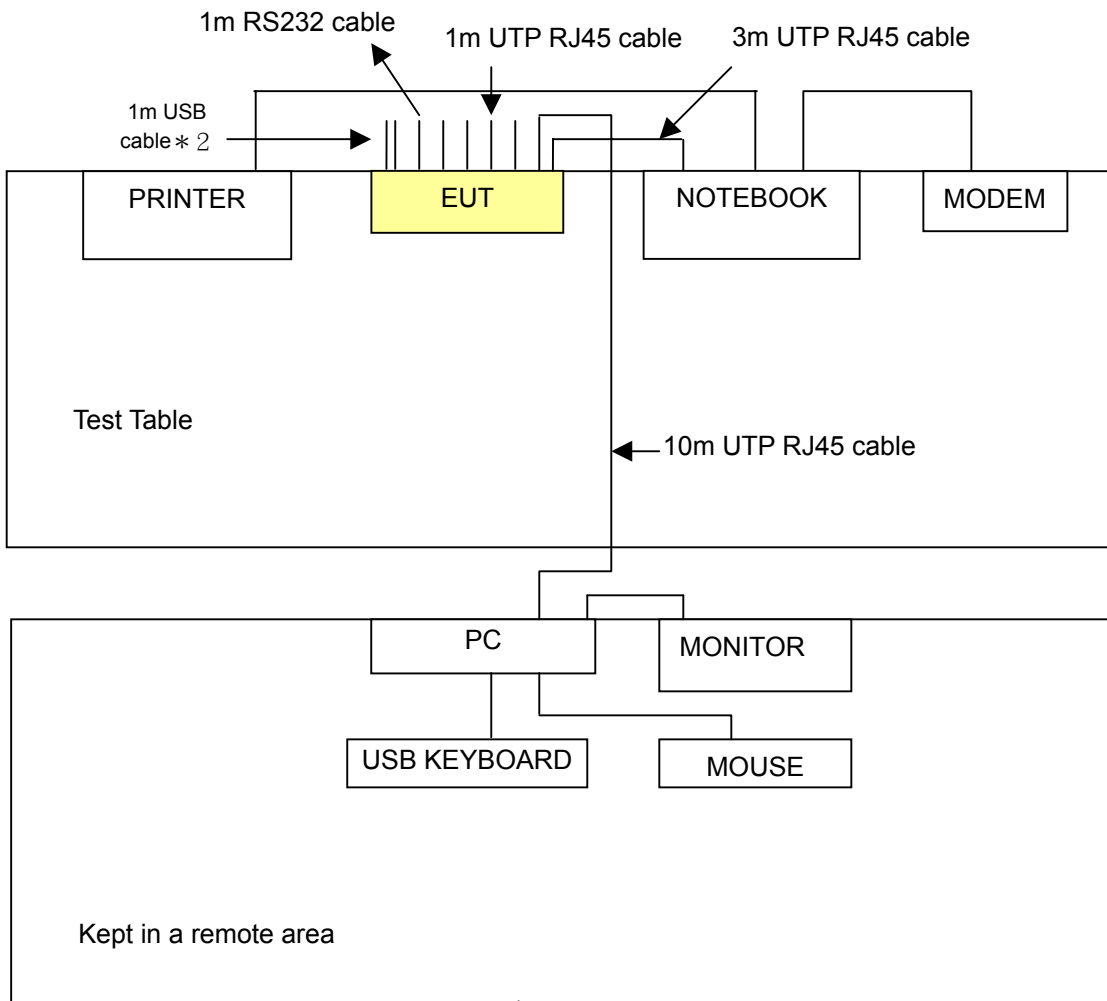 1m RS232 cable
1m UTP RJ45 cable
3m UTP RJ45 cable
1m USB
cable＊2
PRINTER
EUT
NOTEBOOK
MODEM
Test Table
10m UTP RJ45 cable
PC
MONITOR
USB KEYBOARD
MOUSE
Kept in a remote area